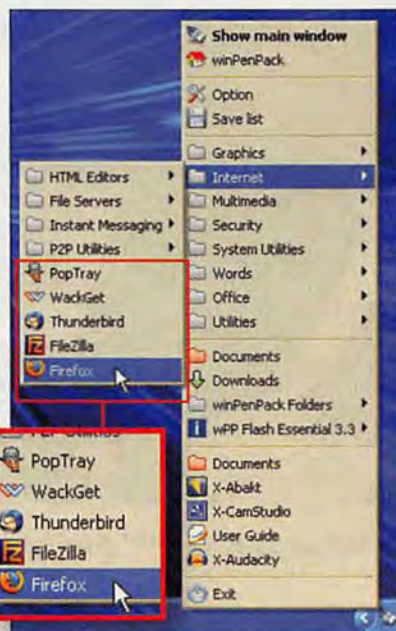 Show main window
winPenPack
Option
Save list
Graphics
Internet
Multimedia
Security
System Utilities
Words
Office
Utilities
Documents
Downloads
winPenPack Folders
wPP Flash Essential 3.3
Documents
X-Abakt
X-CamStudio
User Guide
X-Audacity
Exit
HTML Editors
File Servers
Instant Messaging
P2P Utilities
PopTray
WackGet
Thunderbird
FileZilla
Firefox
P2P Utilities
PopTray
WackGet
Thunderbird
FileZilla
Firefox